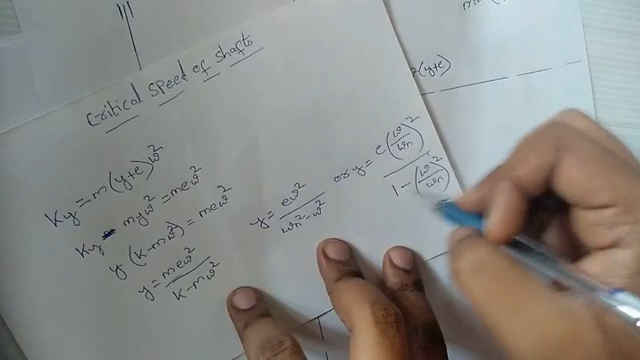 Critical Speed of Shafts
Ky = m(y+e)ω²
Ky - myω² = meω²
y(K-mω²) = meω²
y = meω² / K-mω²
y = eω² / ωn²-ω² or y = e(ω/ωn)² / 1-(ω/ωn)²
(y+e)